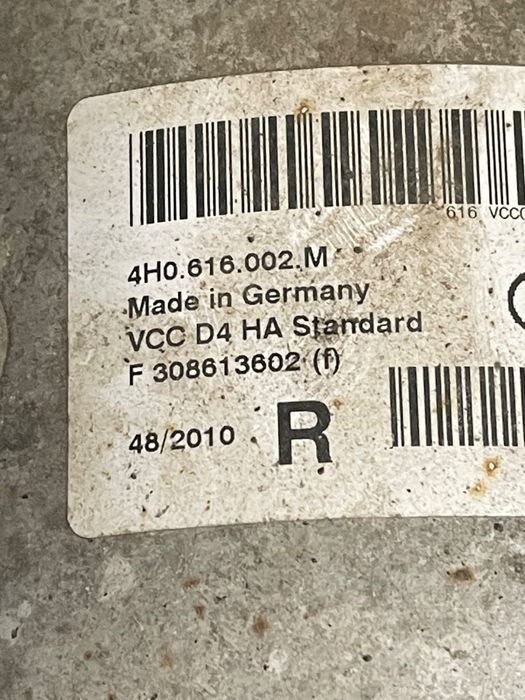 616 VCC
4H0.616.002.M
Made in Germany
VCC D4 HA Standard
F 308613602 (f)
48/2010 R